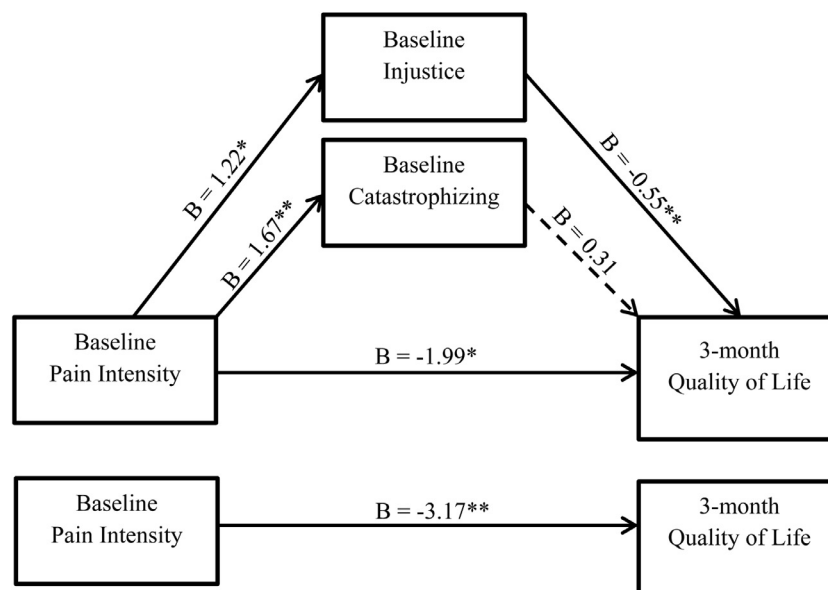 Baseline
Injustice
B = 1.22*
B = -0.55**
Baseline
Catastrophizing
B = 1.67**
B = 0.31
Baseline
Pain Intensity
B = -1.99*
3-month
Quality of Life
Baseline
Pain Intensity
B = -3.17**
3-month
Quality of Life